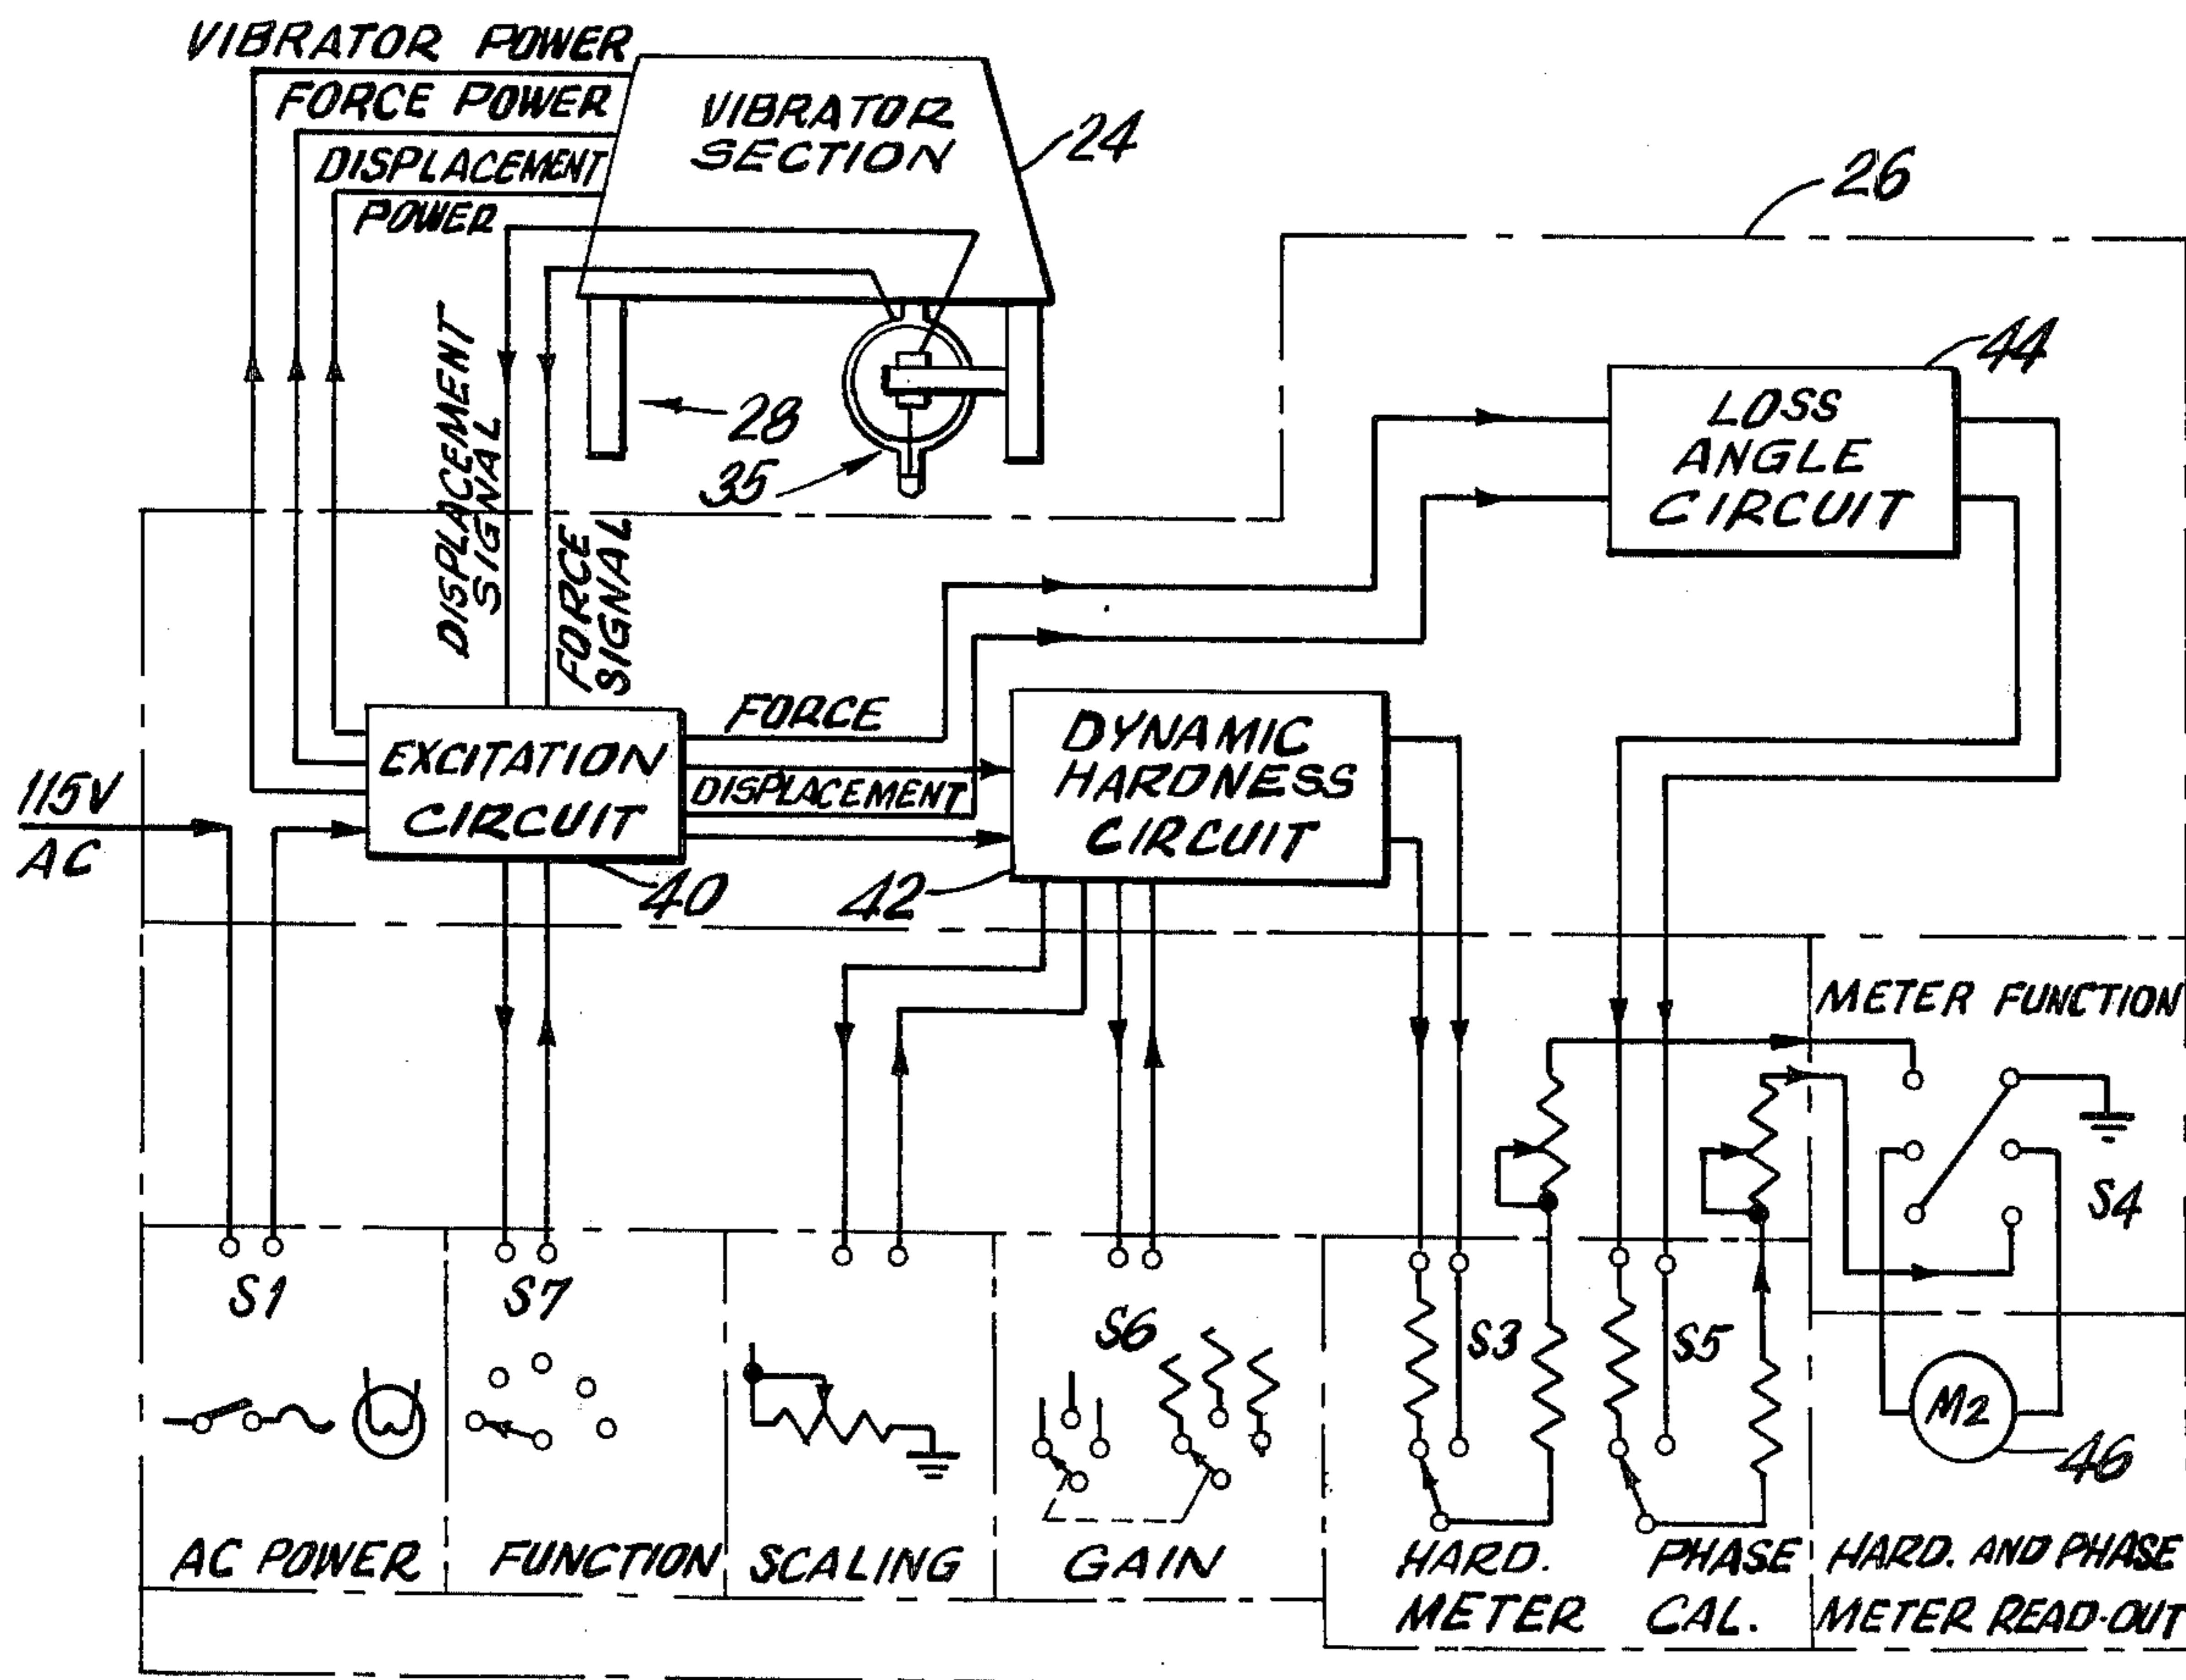 VIBRATOR POWER
FORCE POWER
DISPLACEMENT
POWER
VIBRATOR
SECTION
24
26
28
35
DISPLACEMENT
SIGNAL
FORCE
SIGNAL
44
LOSS
ANGLE
CIRCUIT
115V
AC
EXCITATION
CIRCUIT
40
FORCE
DISPLACEMENT
DYNAMIC
HARDNESS
CIRCUIT
42
METER FUNCTION
S4
S1
S7
S6
S3
S5
M2
46
AC POWER
FUNCTION
SCALING
GAIN
HARD.
METER
PHASE
CAL.
HARD. AND PHASE
METER READ-OUT